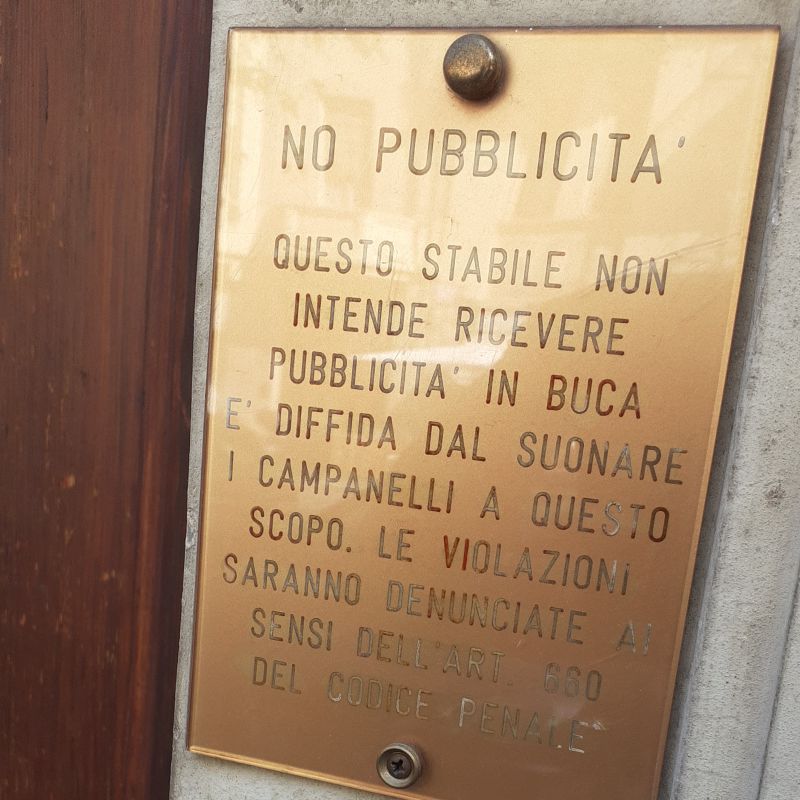 NO PUBBLICITA'
QUESTO STABILE NON
INTENDE RICEVERE
PUBBLICITA' IN BUCA
E' DIFFIDA DAL SUONARE
I CAMPANELLI A QUESTO
SCOPO. LE VIOLAZIONI
SARANNO DENUNCIATE AI
SENSI DELL'ART. 660
DEL CODICE PENALE